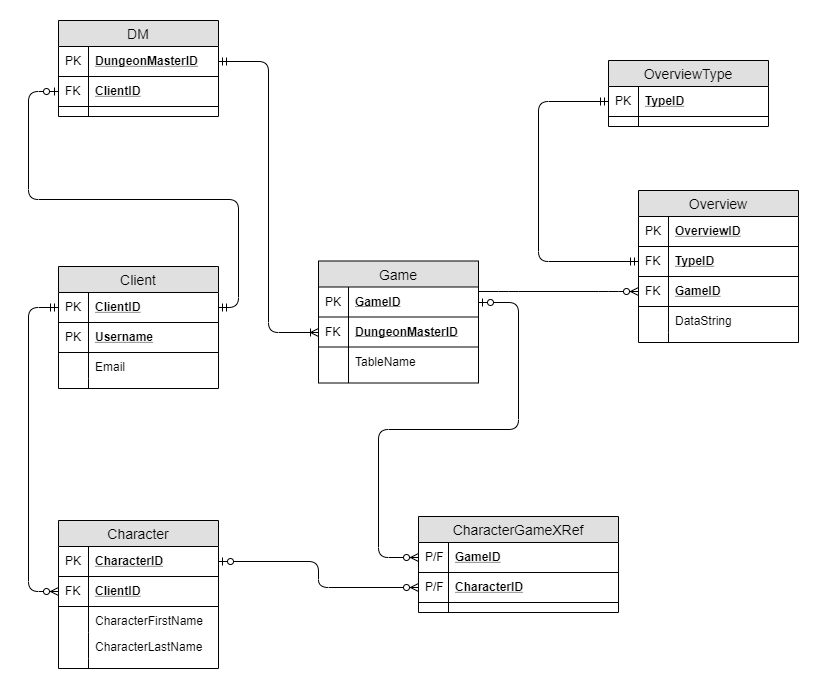 DM
PK DungeonMasterID
FK ClientID
OverviewType
PK TypeID
Overview
PK OverviewID
FK TypeID
FK GameID
DataString
Client
PK ClientID
PK Username
Email
Game
PK GameID
FK DungeonMasterID
TableName
Character
PK CharacterID
FK ClientID
CharacterFirstName
CharacterLastName
CharacterGameXRef
P/F GameID
P/F CharacterID